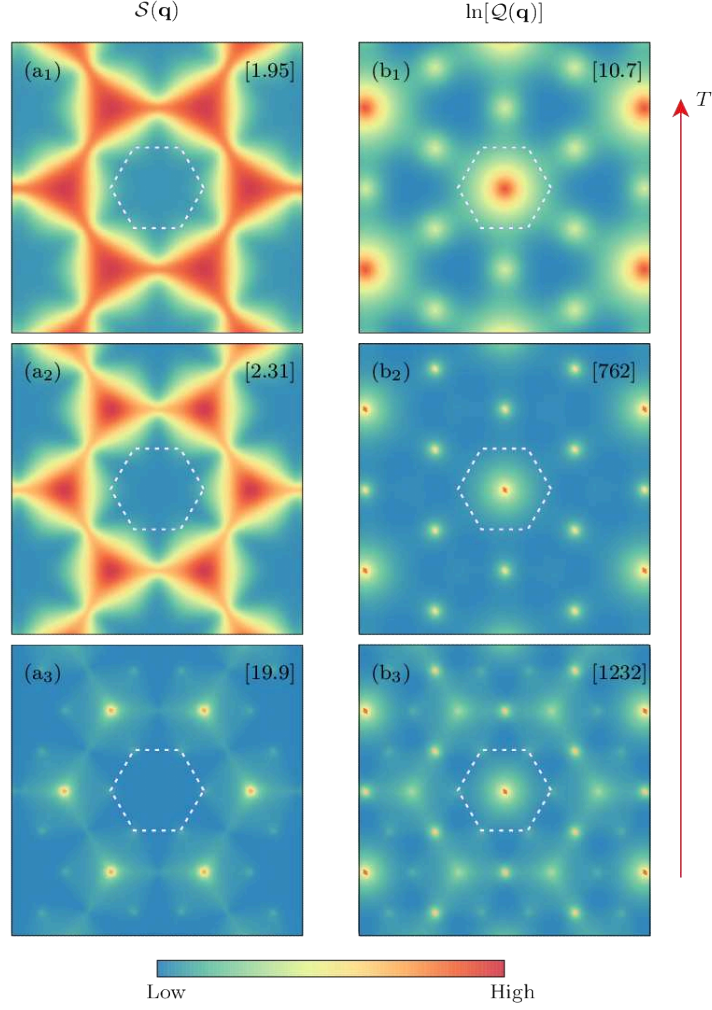 𝒮(𝐪) ln[𝒬(𝐪)]
(a₁) [1.95] (b₁) [10.7]
T
(a₂) [2.31] (b₂) [762]
(a₃) [19.9] (b₃) [1232]
Low High